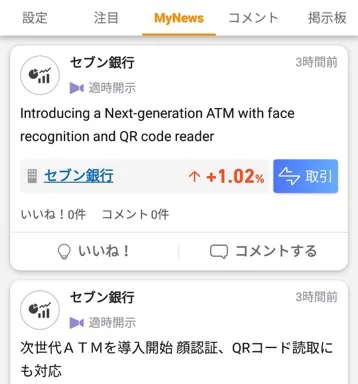 設定 注目 MyNews コメント 掲示板
セブン銀行 3時間前
適時開示
Introducing a Next-generation ATM with face
recognition and QR code reader
セブン銀行 ↑ +1.02% 取引
いいね！0件 コメント0件
いいね！ コメントする
セブン銀行 3時間前
適時開示
次世代ＡＴＭを導入開始 顔認証、QRコード読取に
も対応